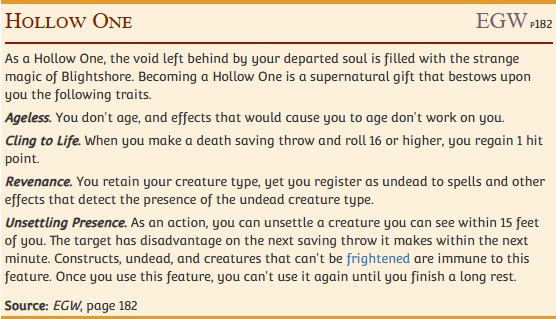 Hollow One EGW p182
As a Hollow One, the void left behind by your departed soul is filled with the strange
magic of Blightshore. Becoming a Hollow One is a supernatural gift that bestows upon
you the following traits.
Ageless. You don't age, and effects that would cause you to age don't work on you.
Cling to Life. When you make a death saving throw and roll 16 or higher, you regain 1 hit
point.
Revenance. You retain your creature type, yet you register as undead to spells and other
effects that detect the presence of the undead creature type.
Unsettling Presence. As an action, you can unsettle a creature you can see within 15 feet
of you. The target has disadvantage on the next saving throw it makes within the next
minute. Constructs, undead, and creatures that can't be frightened are immune to this
feature. Once you use this feature, you can't use it again until you finish a long rest.
Source: EGW, page 182